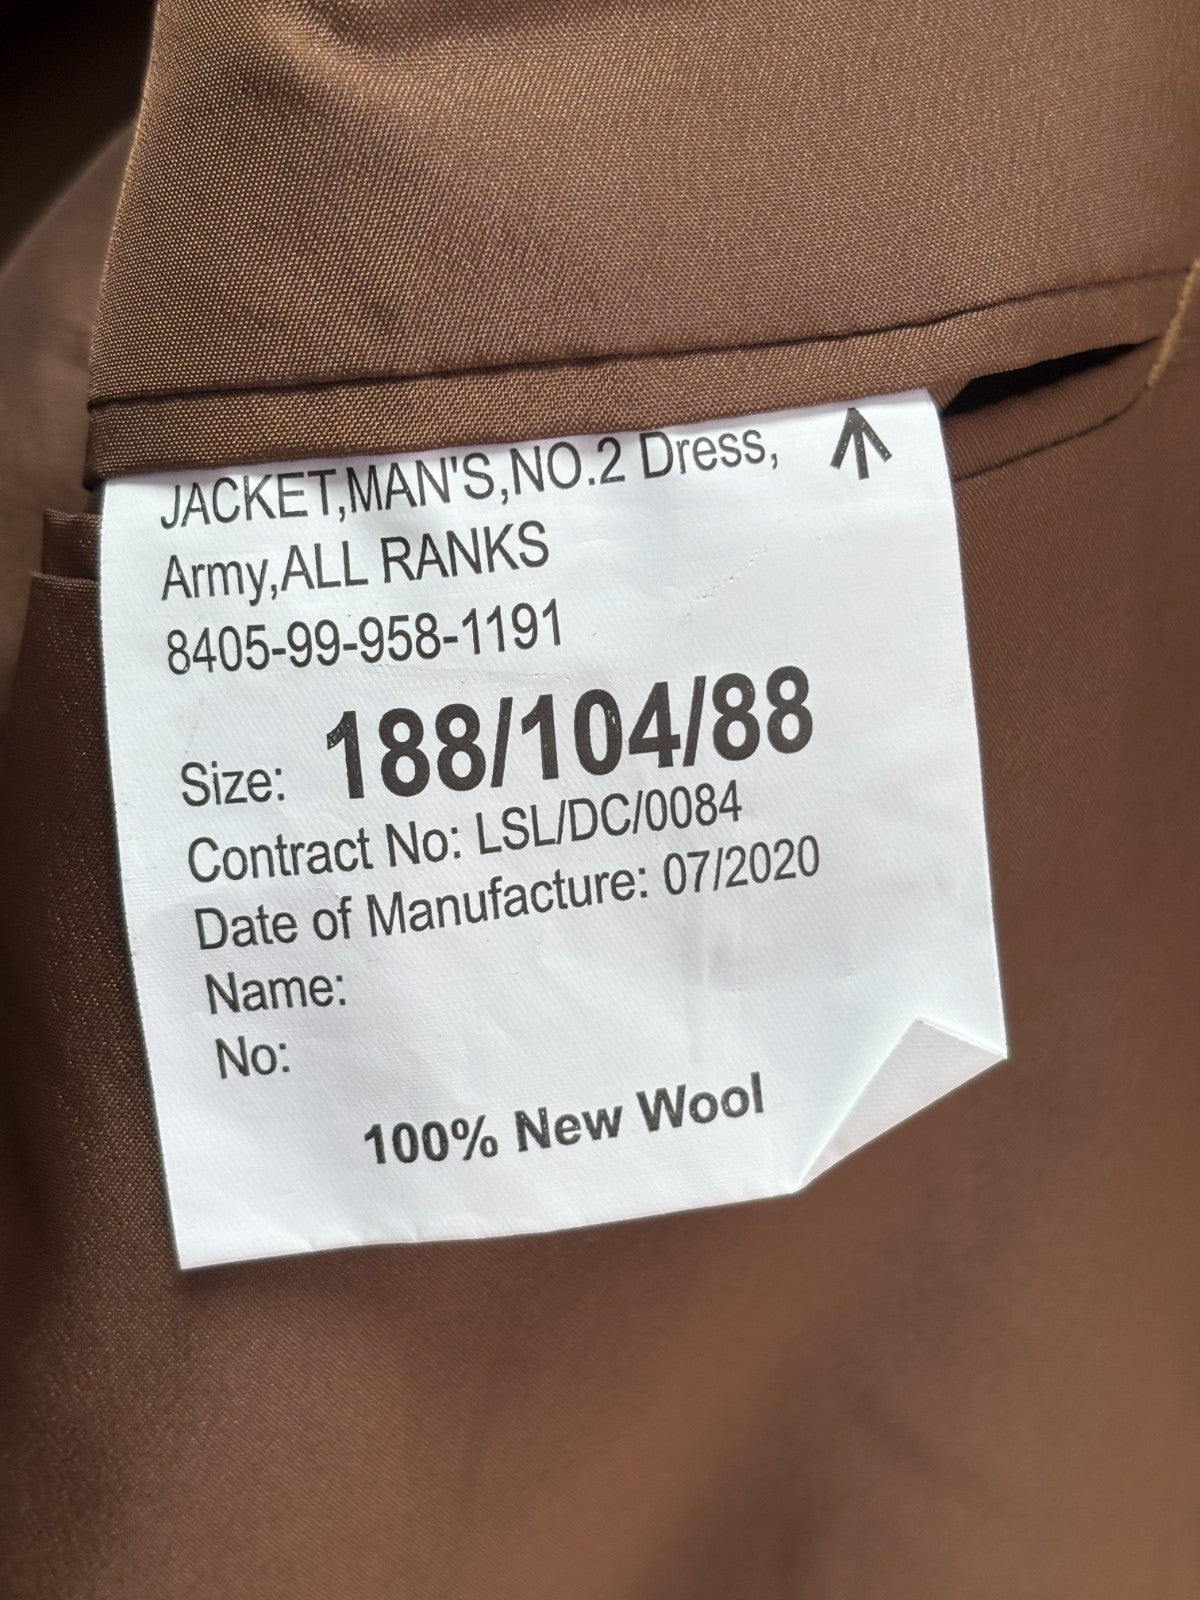 JACKET,MAN'S,NO.2 Dress,
Army,ALL RANKS
8405-99-958-1191
Size: 188/104/88
Contract No: LSL/DC/0084
Date of Manufacture: 07/2020
Name:
No:
100% New Wool